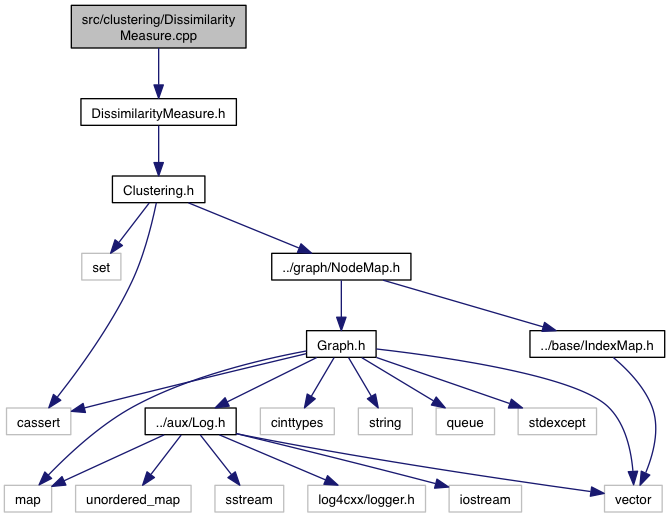 src/clustering/Dissimilarity
Measure.cpp
DissimilarityMeasure.h
Clustering.h
set
../graph/NodeMap.h
Graph.h
../base/IndexMap.h
cassert
../aux/Log.h
cinttypes
string
queue
stdexcept
map
unordered_map
sstream
log4cxx/logger.h
iostream
vector